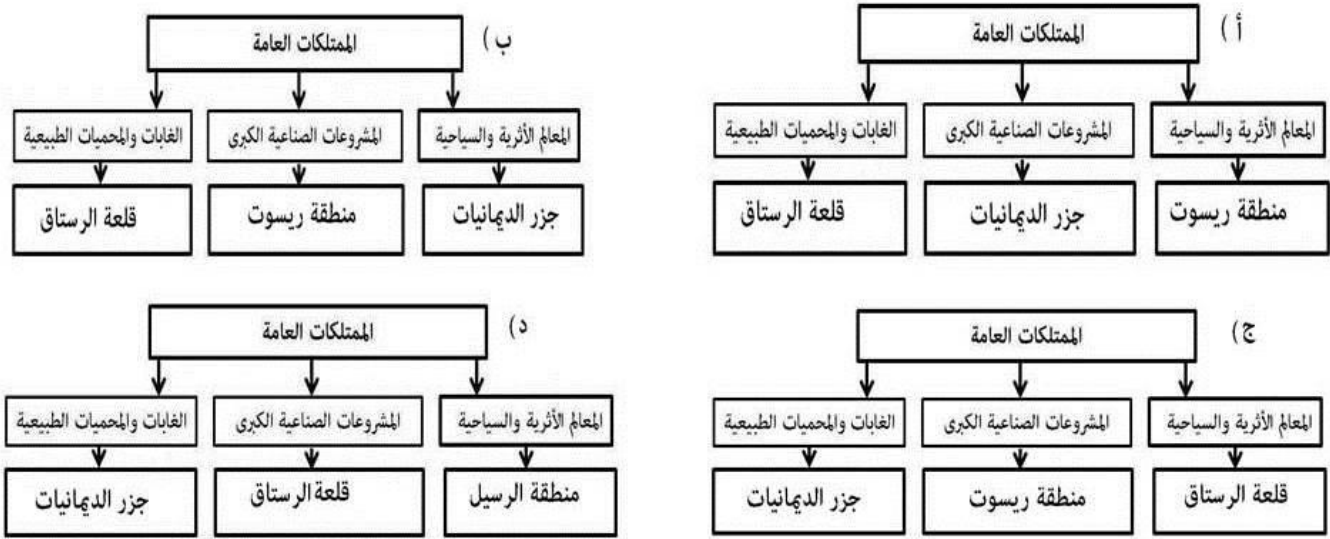 أ )
الممتلكات العامة
المعالم الأثرية والسياحية
المشروعات الصناعية الكبرى
الغابات والمحميات الطبيعية
منطقة ريسوت
جزر الديمانيات
قلعة الرستاق
ب )
الممتلكات العامة
المعالم الأثرية والسياحية
المشروعات الصناعية الكبرى
الغابات والمحميات الطبيعية
جزر الديمانيات
منطقة ريسوت
قلعة الرستاق
ج )
الممتلكات العامة
المعالم الأثرية والسياحية
المشروعات الصناعية الكبرى
الغابات والمحميات الطبيعية
قلعة الرستاق
منطقة ريسوت
جزر الديمانيات
د )
الممتلكات العامة
المعالم الأثرية والسياحية
المشروعات الصناعية الكبرى
الغابات والمحميات الطبيعية
منطقة الرسيل
قلعة الرستاق
جزر الديمانيات